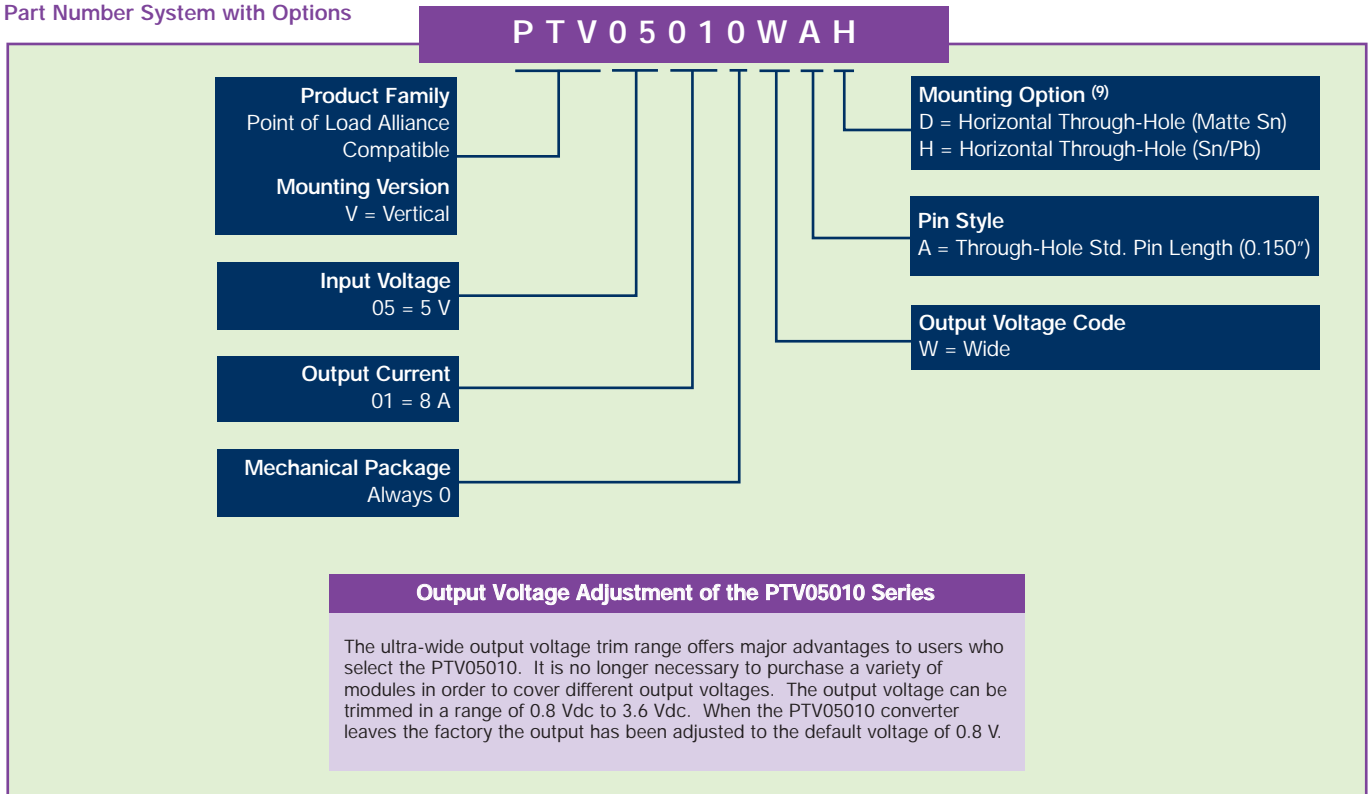 Part Number System with Options
PTV05010WAH
Product Family
Point of Load Alliance
Compatible
Mounting Version
V = Vertical
Input Voltage
05 = 5 V
Output Current
01 = 8 A
Mechanical Package
Always 0
Mounting Option (9)
D = Horizontal Through-Hole (Matte Sn)
H = Horizontal Through-Hole (Sn/Pb)
Pin Style
A = Through-Hole Std. Pin Length (0.150")
Output Voltage Code
W = Wide
Output Voltage Adjustment of the PTV05010 Series
The ultra-wide output voltage trim range offers major advantages to users who
select the PTV05010. It is no longer necessary to purchase a variety of
modules in order to cover different output voltages. The output voltage can be
trimmed in a range of 0.8 Vdc to 3.6 Vdc. When the PTV05010 converter
leaves the factory the output has been adjusted to the default voltage of 0.8 V.